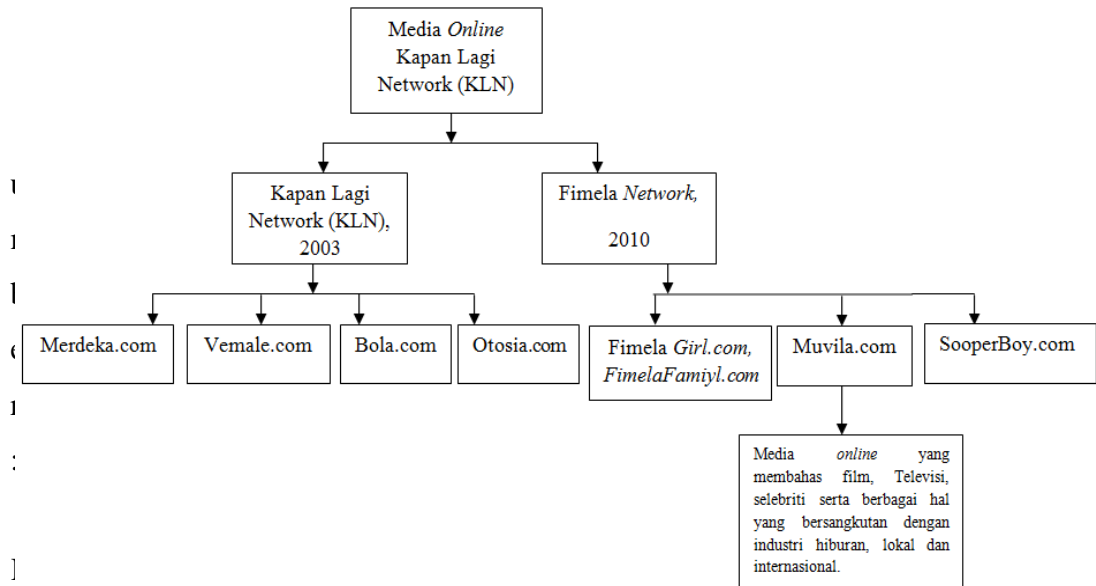 Media Online
Kapan Lagi
Network (KLN)
Kapan Lagi
Network (KLN),
2003
Fimela Network,
2010
Merdeka.com
Vemale.com
Bola.com
Otosia.com
Fimela Girl.com,
FimelaFamiyl.com
Muvila.com
SooperBoy.com
Media online yang
membahas film, Televisi,
selebriti serta berbagai hal
yang bersangkutan dengan
industri hiburan, lokal dan
internasional.